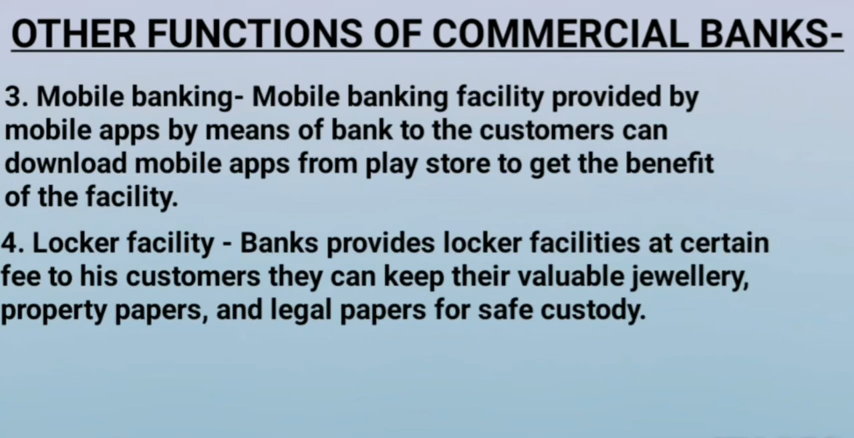 OTHER FUNCTIONS OF COMMERCIAL BANKS-
3. Mobile banking- Mobile banking facility provided by
mobile apps by means of bank to the customers can
download mobile apps from play store to get the benefit
of the facility.
4. Locker facility - Banks provides locker facilities at certain
fee to his customers they can keep their valuable jewellery,
property papers, and legal papers for safe custody.